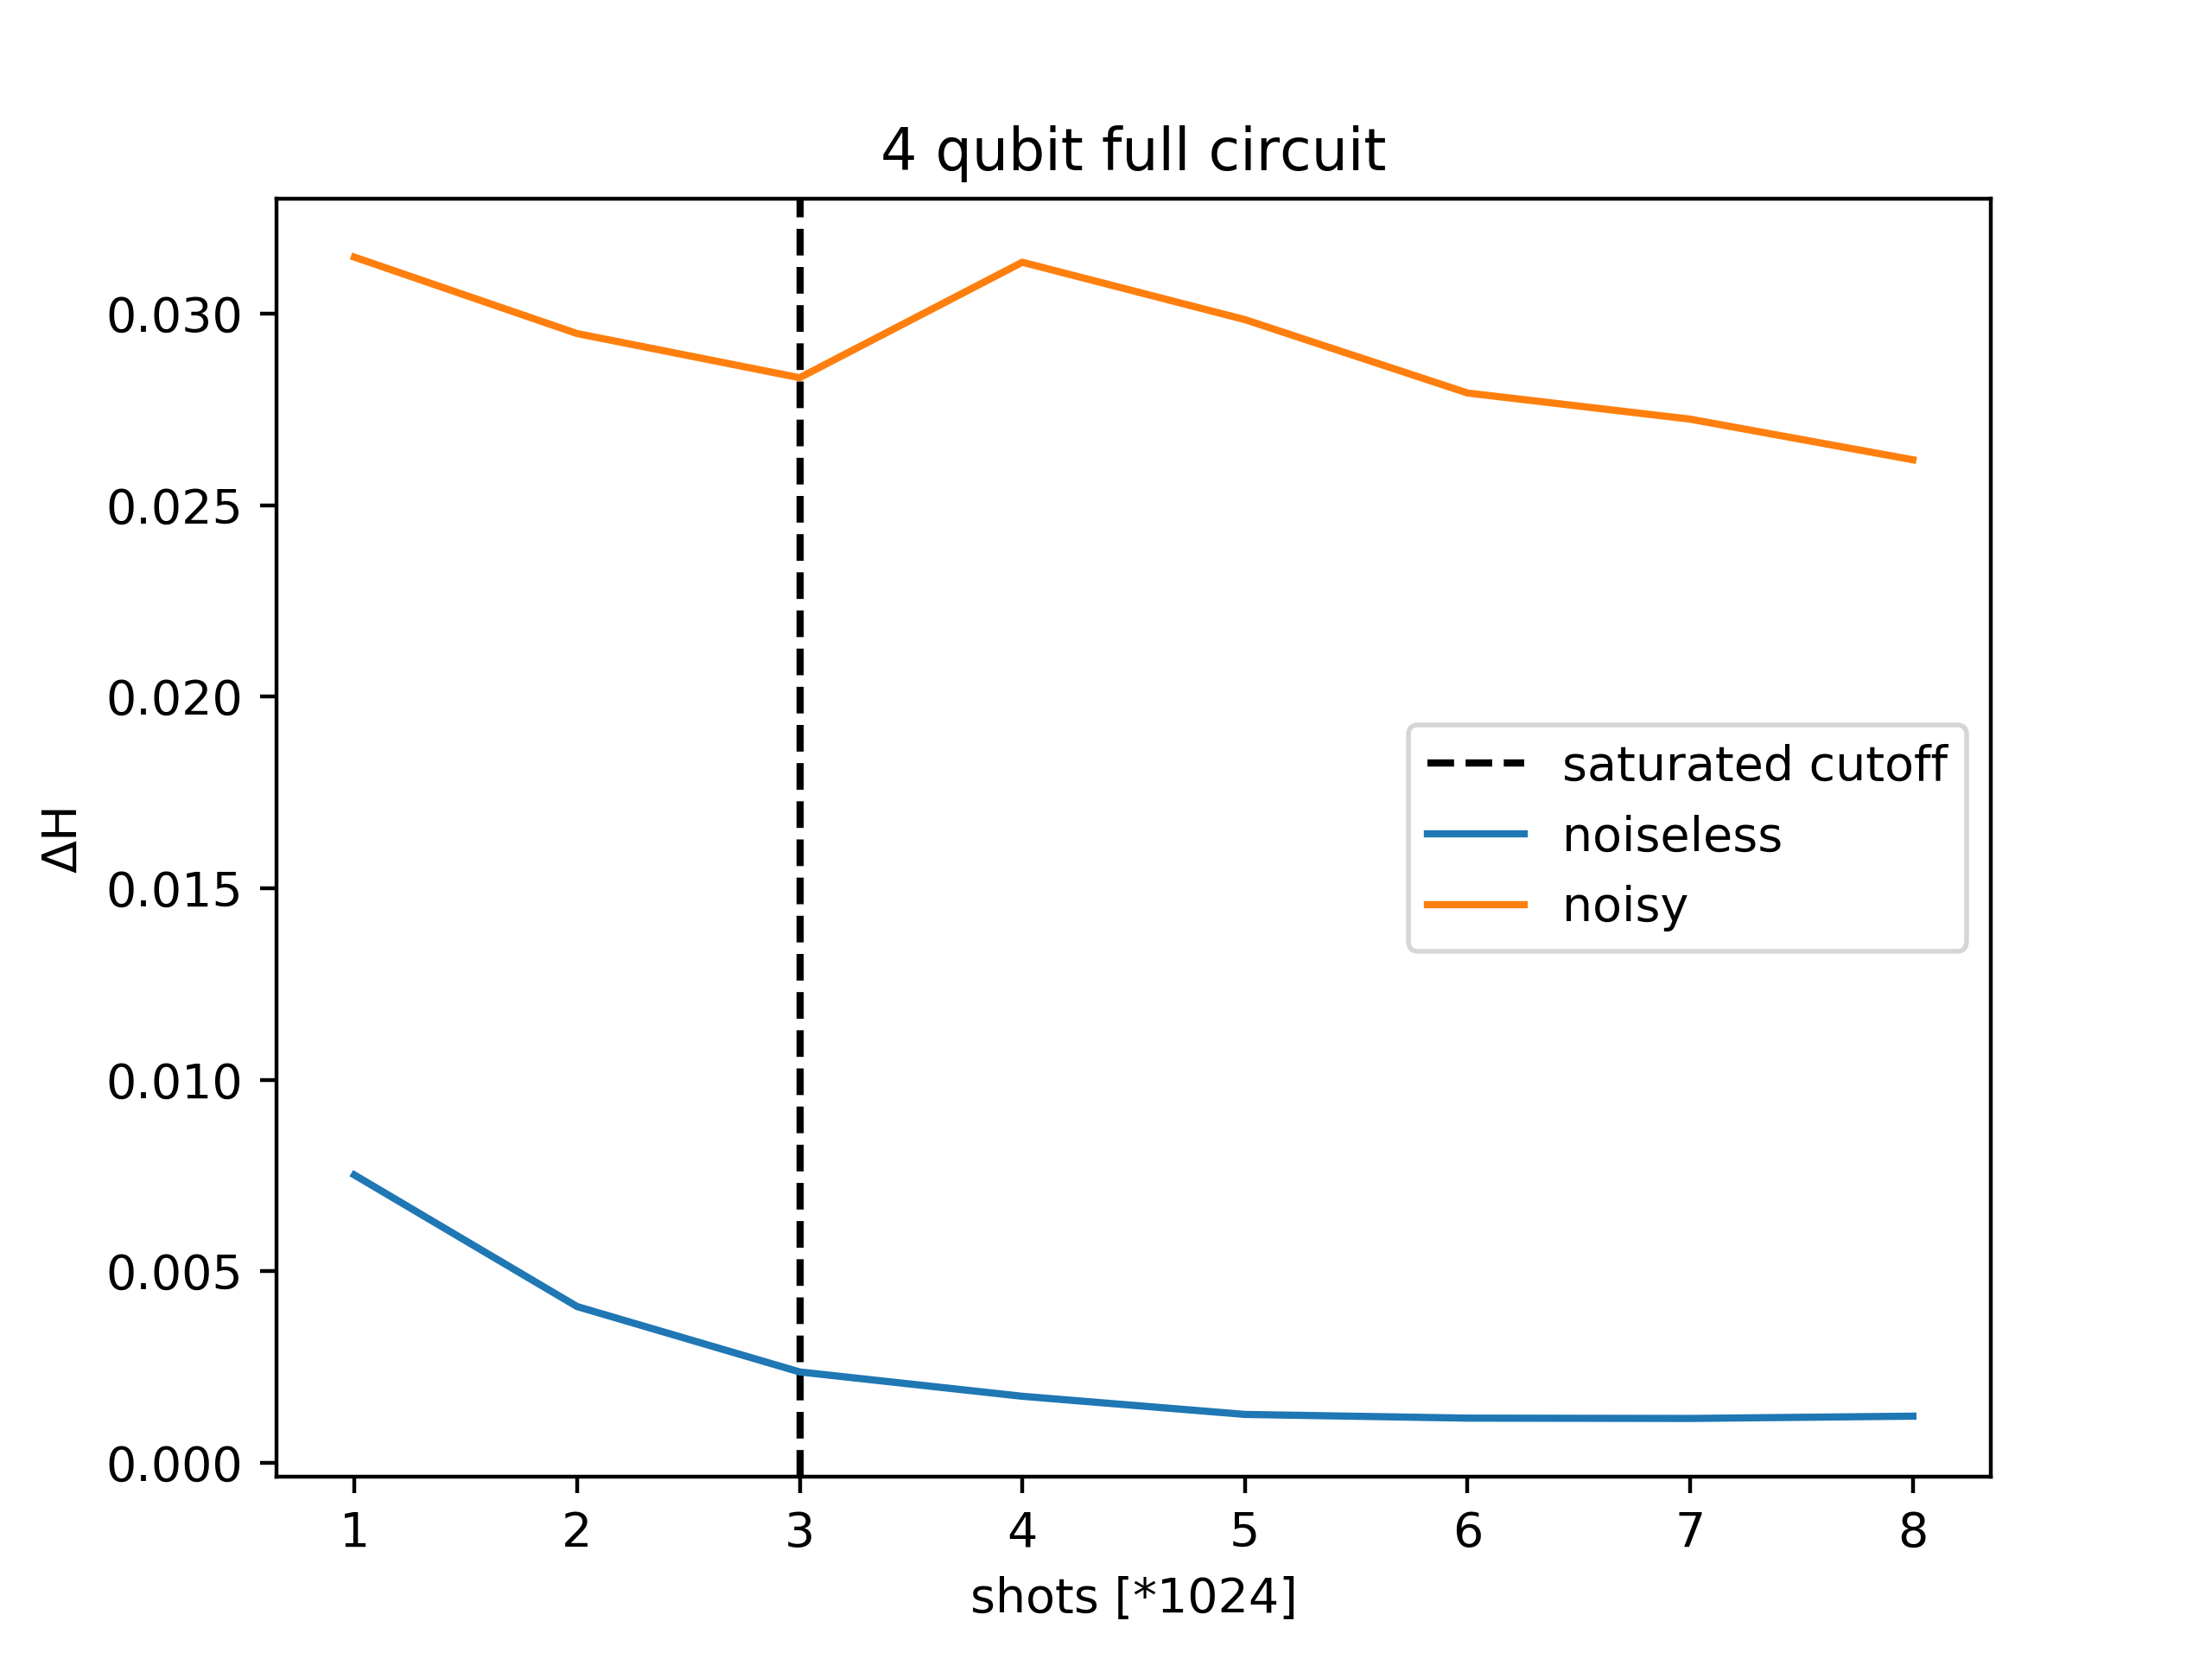 4 qubit full circuit
ΔH
0.030
0.025
0.020
0.015
0.010
0.005
0.000
saturated cutoff
noiseless
noisy
1 2 3 4 5 6 7 8
shots [*1024]